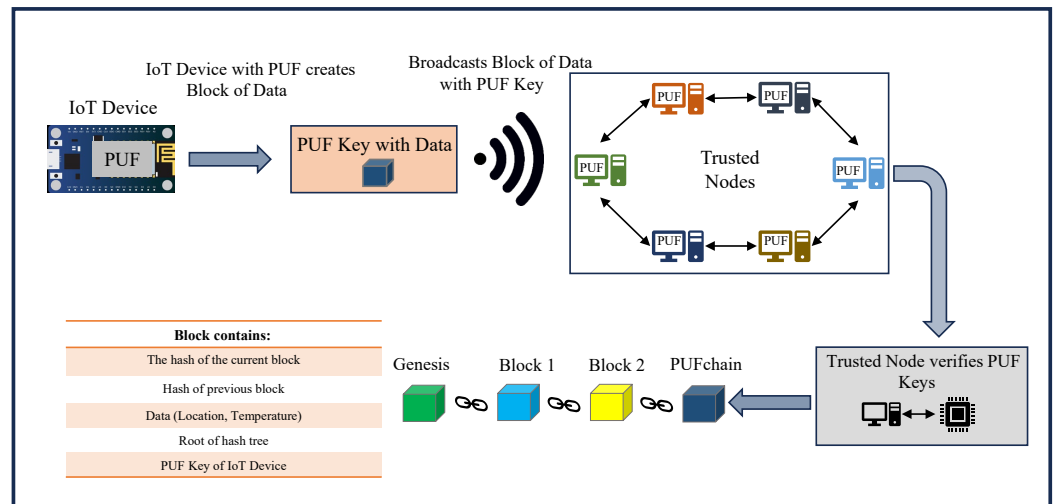 IoT Device with PUF creates
Block of Data
Broadcasts Block of Data
with PUF Key
IoT Device
PUF
PUF Key with Data
PUF
PUF
PUF
Trusted
Nodes
PUF
PUF
PUF
Block contains:
The hash of the current block
Hash of previous block
Data (Location, Temperature)
Root of hash tree
PUF Key of IoT Device
Genesis
Block 1
Block 2
PUFchain
Trusted Node verifies PUF
Keys